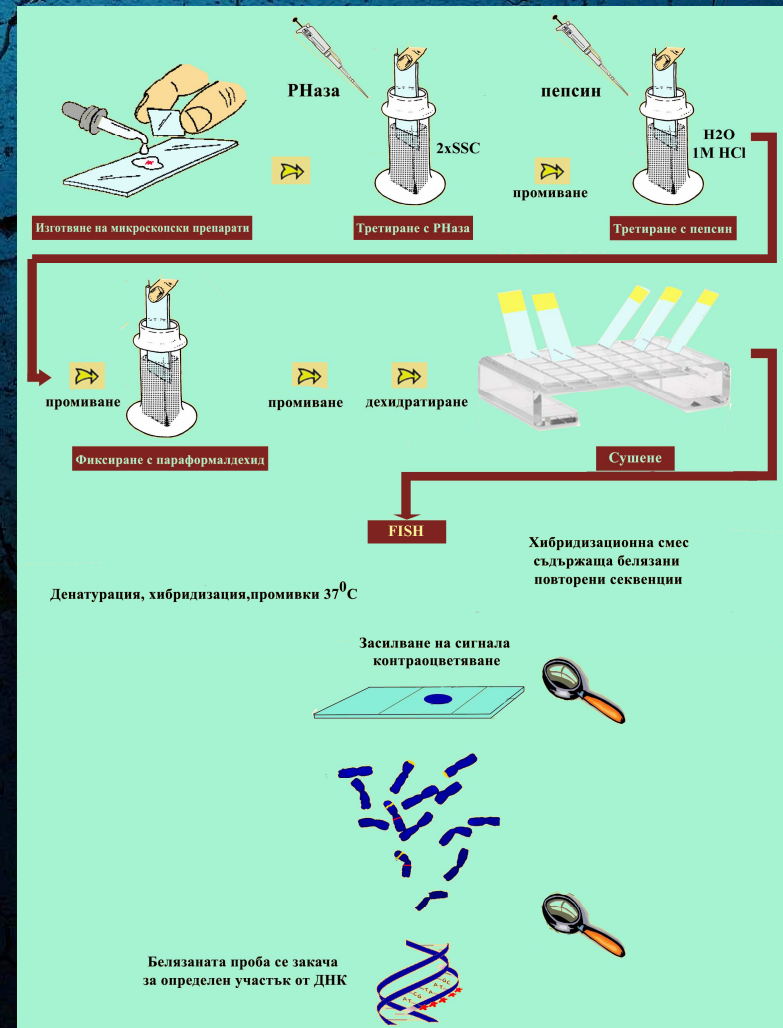 РНаза
2xSSC
пепсин
H2O
1M HCl
промиване
Изготвяне на микроскопски препарати
Третиране с РНаза
Третиране с пепсин
промиване
промиване
дехидратиране
Фиксиране с параформалдехид
Сушене
FISH
Хибридизационна смес
съдържаща белязани
повторени секвенции
Денатурация, хибридизация,промивки 37⁰C
Засилване на сигнала
контраоцветяване
Белязаната проба се закача
за определен участък от ДНК